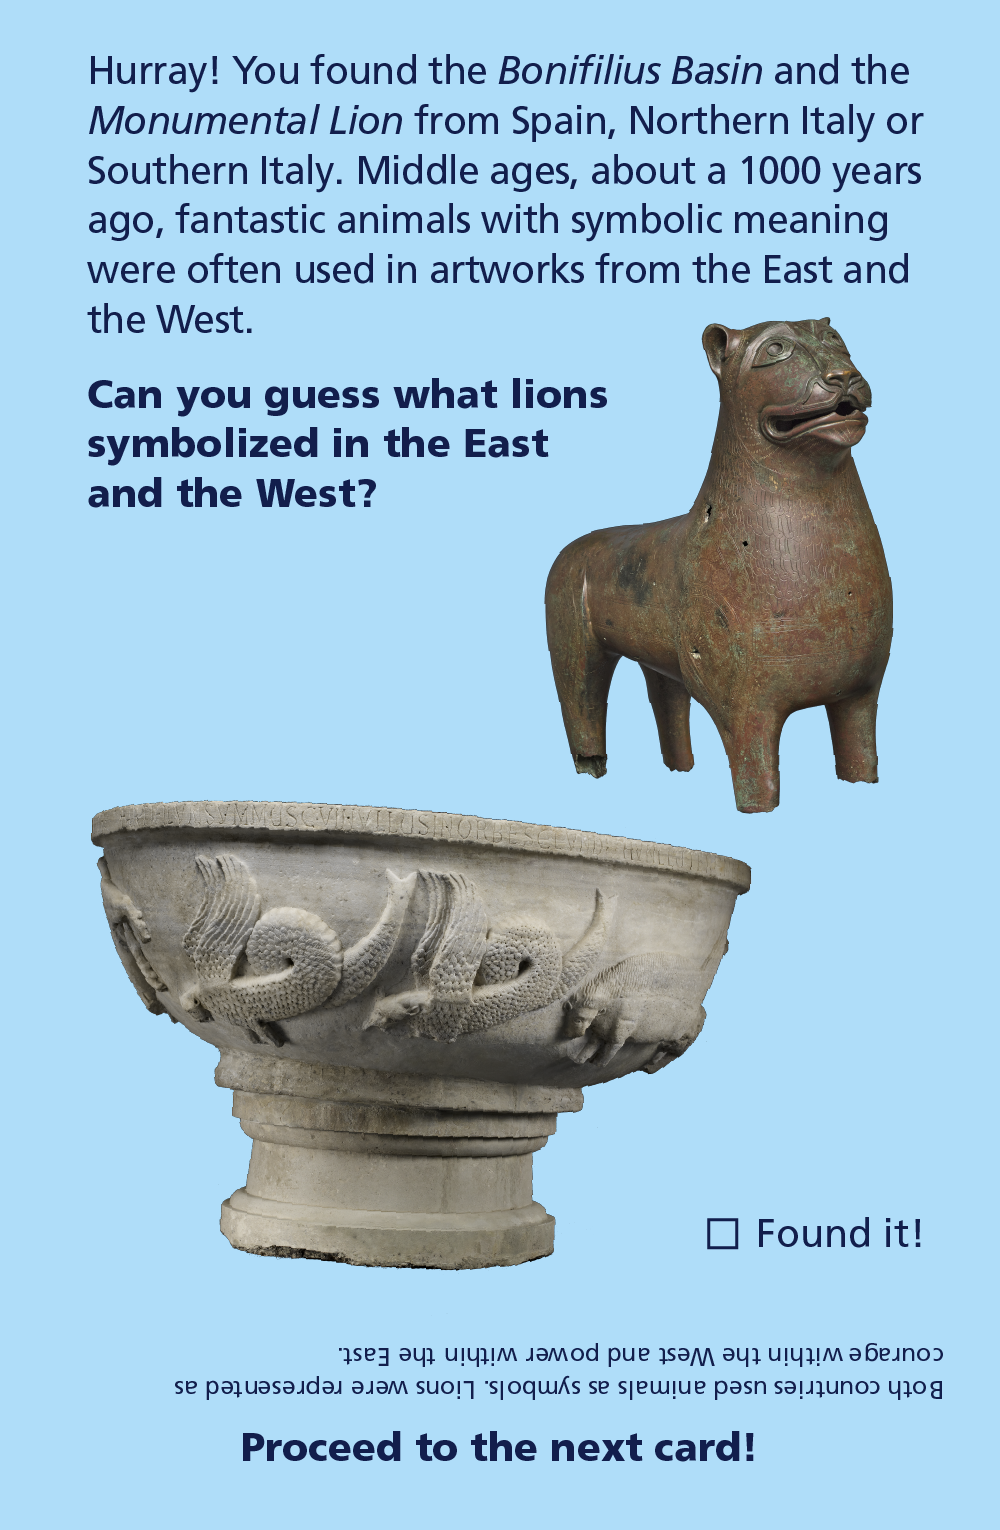 Hurray! You found the Bonifilius Basin and the
Monumental Lion from Spain, Northern Italy or
Southern Italy. Middle ages, about a 1000 years
ago, fantastic animals with symbolic meaning
were often used in artworks from the East and
the West.
Can you guess what lions
symbolized in the East
and the West?
Found it!
Both countries used animals as symbols. Lions were represented as
courage within the West and power within the East.
Proceed to the next card!